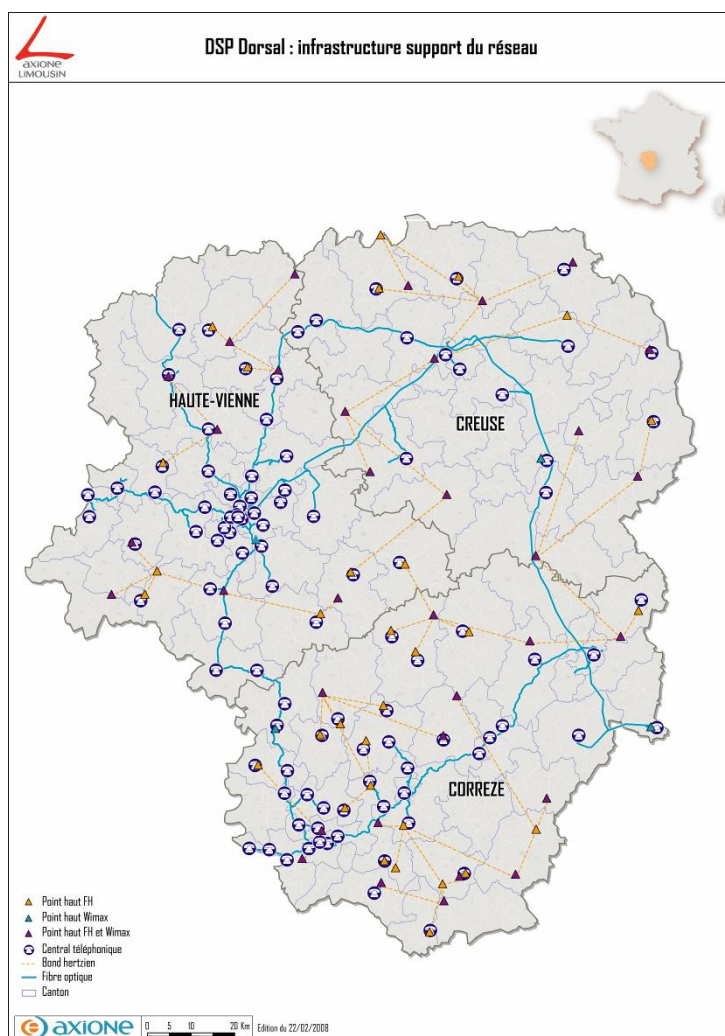 DSP Dorsal : infrastructure support du réseau
axione
LIMOUSIN
HAUTE-VIENNE
CREUSE
CORREZE
Point haut FH
Point haut Wimax
Point haut FH et Wimax
Central téléphonique
Bond hertzien
Fibre optique
Canton
axione
0 5 10 20 Km
Edition du 22/02/2008